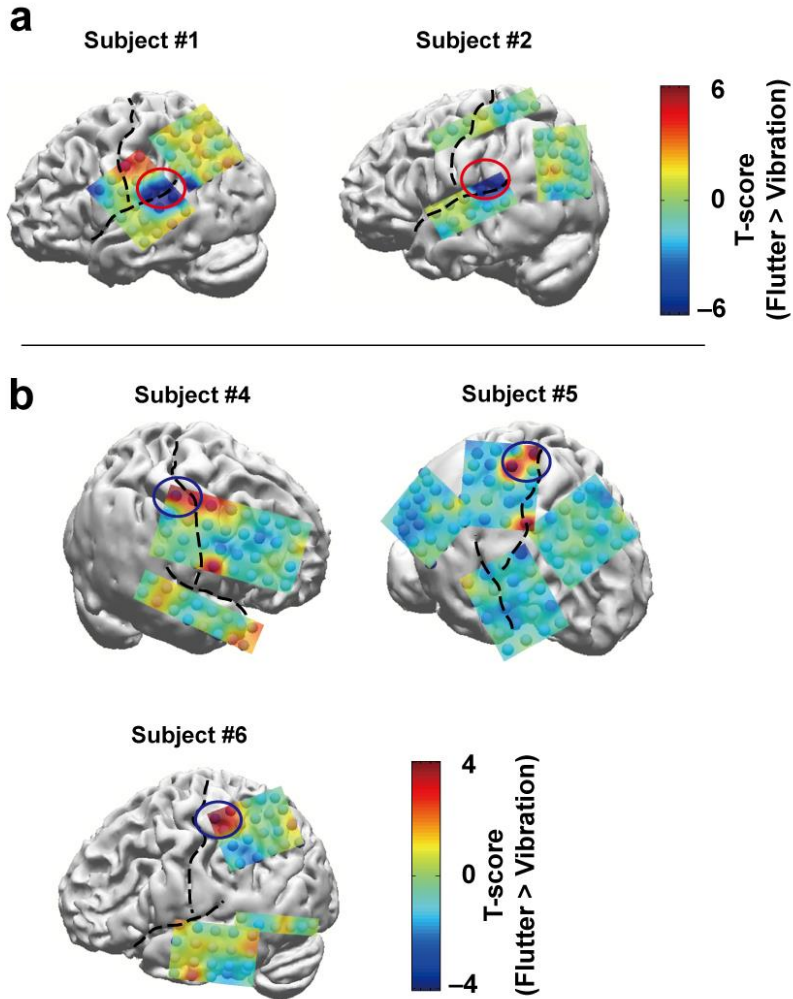 a
Subject #1
Subject #2
6
0
–6
T-score
(Flutter > Vibration)
b
Subject #4
Subject #5
Subject #6
4
0
–4
T-score
(Flutter > Vibration)